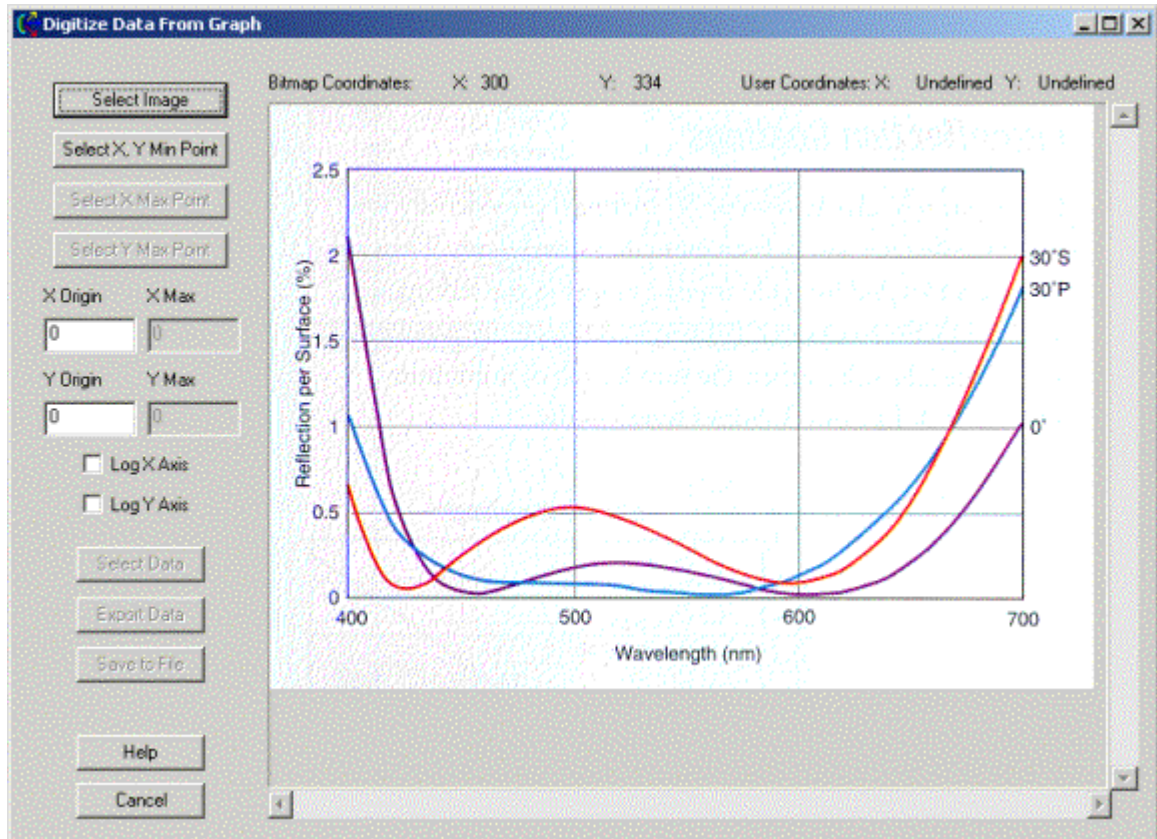 Digitize Data From Graph
Bitmap Coordinates: X: 300 Y: 334 User Coordinates: X: Undefined Y: Undefined
Select Image
Select X, Y Min Point
Select X Max Point
Select Y Max Point
X Origin X Max
0 0
Y Origin Y Max
0 0
Log X Axis
Log Y Axis
Select Data
Export Data
Save to File
Help
Cancel
Reflection per Surface (%)
2.5
2
1.5
1
0.5
0
30°S
30°P
0°
400 500 600 700
Wavelength (nm)